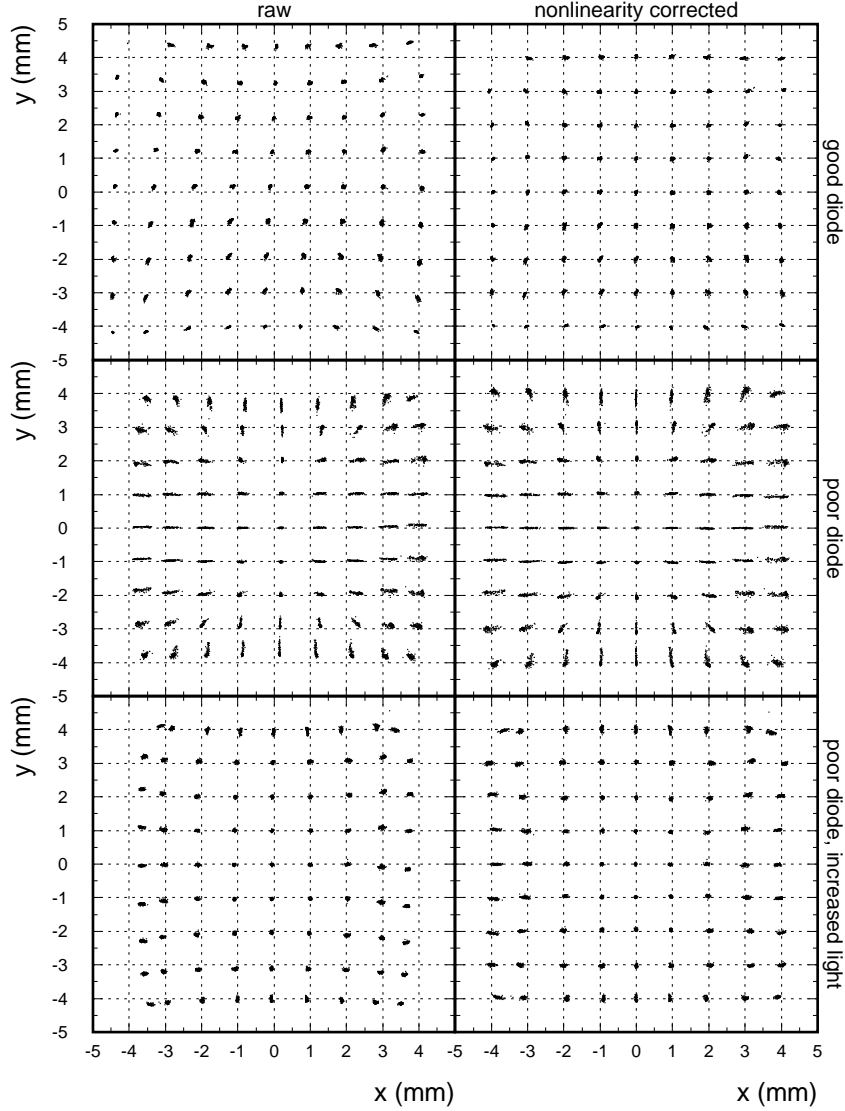 raw
nonlinearity corrected
y (mm)
5
4
3
2
1
0
-1
-2
-3
-4
-5
good diode
y (mm)
4
3
2
1
0
-1
-2
-3
-4
-5
poor diode
y (mm)
4
3
2
1
0
-1
-2
-3
-4
-5
poor diode, increased light
-5 -4 -3 -2 -1 0 1 2 3 4 -5 -4 -3 -2 -1 0 1 2 3 4 5
5
x (mm)
x (mm)